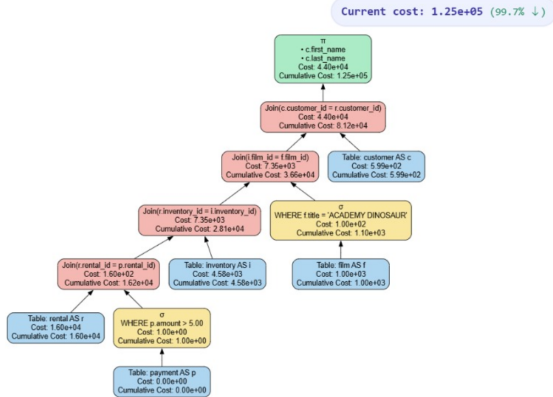 Current cost: 1.25e+05 (99.7% ↓)
π
• c.first_name
• c.last_name
Cost: 4.40e+04
Cumulative Cost: 1.25e+05
Join(c.customer_id = r.customer_id)
Cost: 4.40e+04
Cumulative Cost: 8.12e+04
Join(i.film_id = f.film_id)
Cost: 7.35e+03
Cumulative Cost: 3.66e+04
Table: customer AS c
Cost: 5.99e+02
Cumulative Cost: 5.99e+02
Join(r.inventory_id = i.inventory_id)
Cost: 7.35e+03
Cumulative Cost: 2.81e+04
σ
WHERE f.title = 'ACADEMY DINOSAUR'
Cost: 1.00e+02
Cumulative Cost: 1.10e+03
Join(r.rental_id = p.rental_id)
Cost: 1.60e+02
Cumulative Cost: 1.62e+04
Table: inventory AS i
Cost: 4.58e+03
Cumulative Cost: 4.58e+03
Table: film AS f
Cost: 1.00e+03
Cumulative Cost: 1.00e+03
Table: rental AS r
Cost: 1.60e+04
Cumulative Cost: 1.60e+04
σ
WHERE p.amount > 5.00
Cost: 1.00e+00
Cumulative Cost: 1.00e+00
Table: payment AS p
Cost: 0.00e+00
Cumulative Cost: 0.00e+00